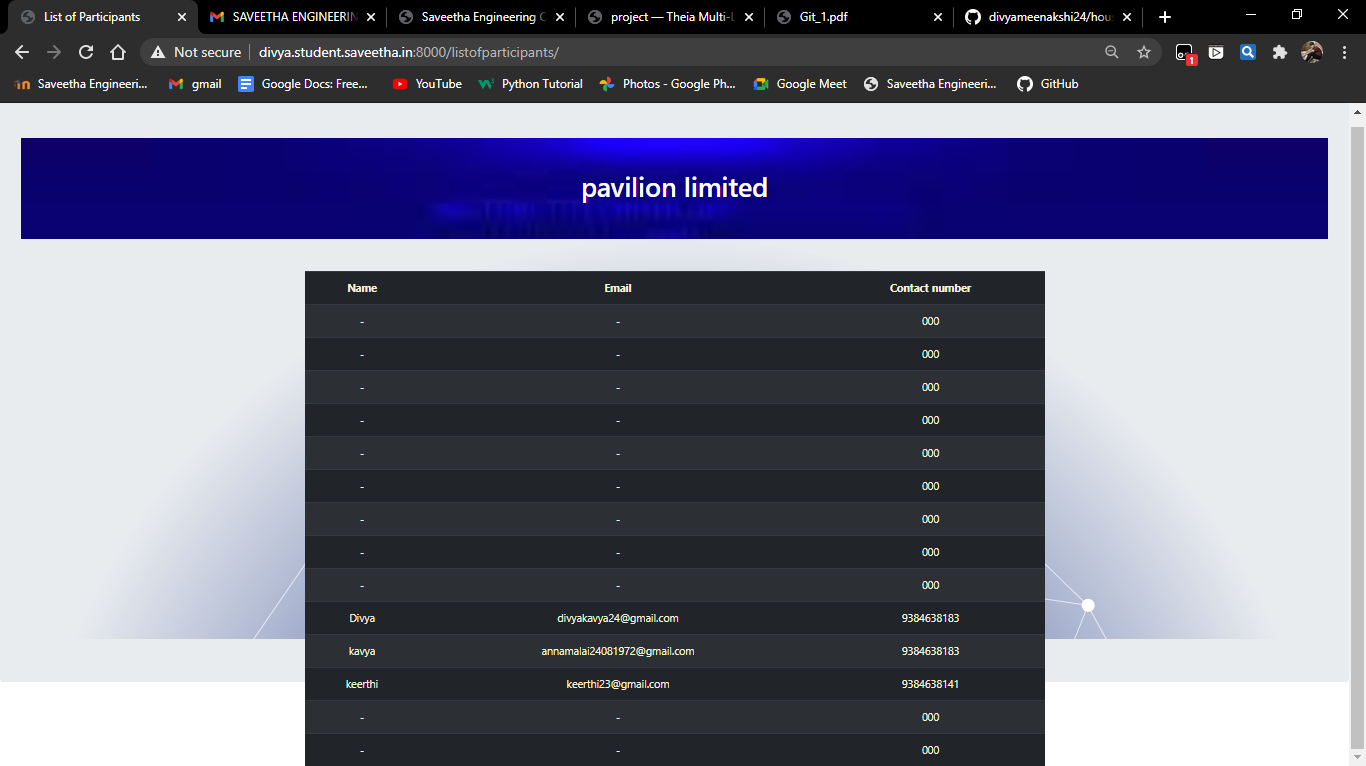 List of Participants
SAVEETHA ENGINEERIN
Saveetha Engineering C
project — Theia Multi-L
Git_1.pdf
divyameenakshi24/hou
Not secure
divya.student.saveetha.in:8000/listofparticipants/
1
Saveetha Engineeri...
gmail
Google Docs: Free...
YouTube
Python Tutorial
Photos - Google Ph...
Google Meet
Saveetha Engineeri...
GitHub
pavilion limited
Name Email Contact number
- - 000
- - 000
- - 000
- - 000
- - 000
- - 000
- - 000
- - 000
- - 000
Divya divyakavya24@gmail.com 9384638183
kavya annamalai24081972@gmail.com 9384638183
keerthi keerthi23@gmail.com 9384638141
- - 000
- - 000